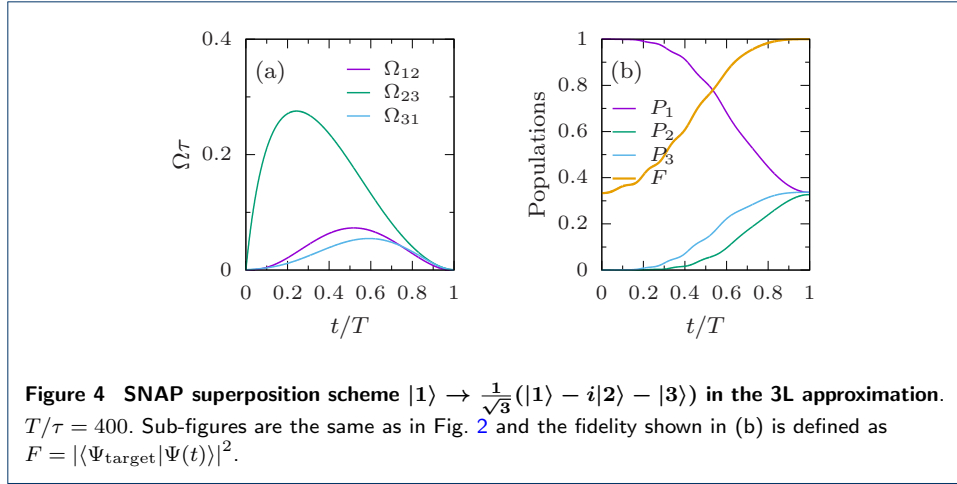 0.4
0.2
0
Ωτ
0 0.2 0.4 0.6 0.8 1
t/T
(a)
Ω₁₂
Ω₂₃
Ω₃₁
1
0.8
0.6
0.4
0.2
0
Populations
0 0.2 0.4 0.6 0.8 1
t/T
(b)
P₁
P₂
P₃
F
Figure 4 SNAP superposition scheme |1⟩ → 1/√3(|1⟩ − i|2⟩ − |3⟩) in the 3L approximation.
T/τ = 400. Sub-figures are the same as in Fig. 2 and the fidelity shown in (b) is defined as
F = |⟨Ψtarget|Ψ(t)⟩|².